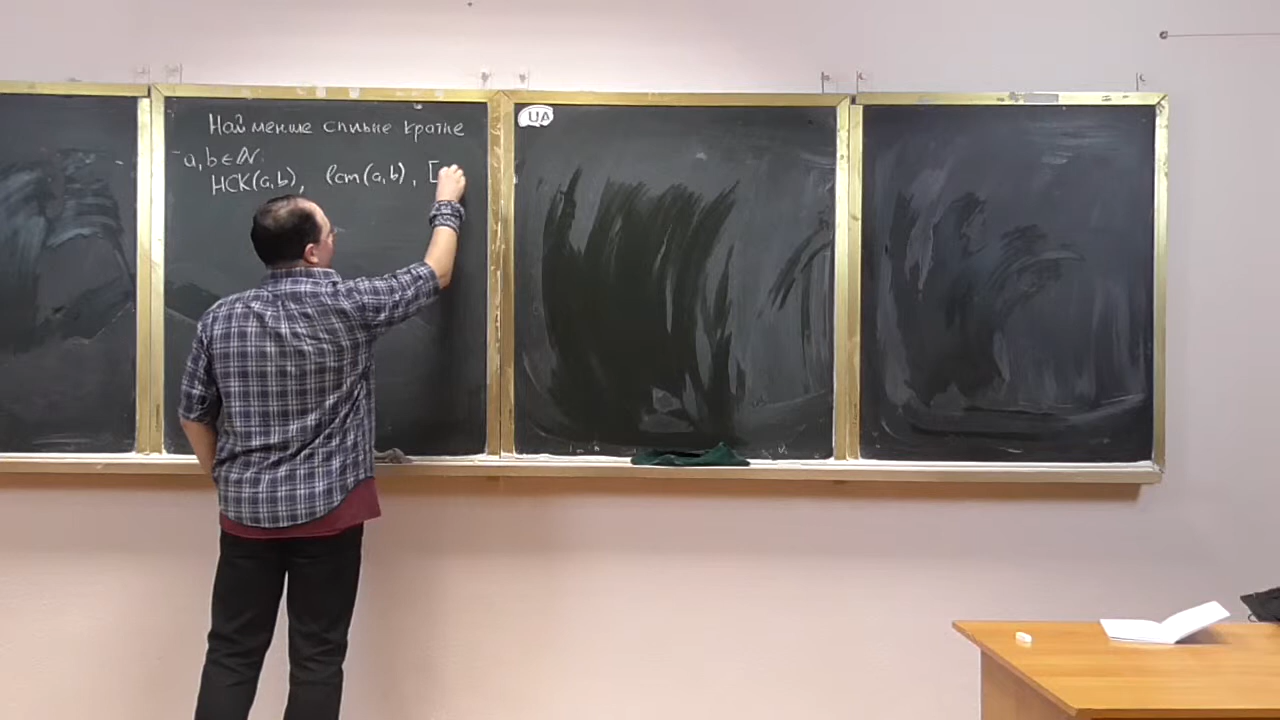 Найменше спільне кратне
a, b ∈ ℕ.
НСК(a,b), lcm(a,b), [
UA